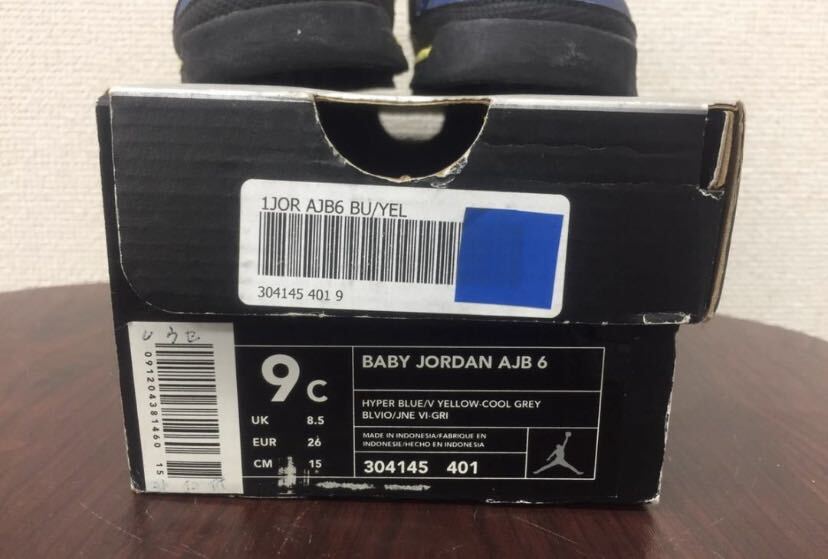 1JOR AJB6 BU/YEL
304145 401 9
091204381460 15
9C
UK 8.5
EUR 26
CM 15
BABY JORDAN AJB 6
HYPER BLUE/V YELLOW-COOL GREY
BLVIO/JNE VI-GRI
MADE IN INDONESIA/FABRIQUE EN
INDONESIE/HECHO EN INDONESIA
304145 401